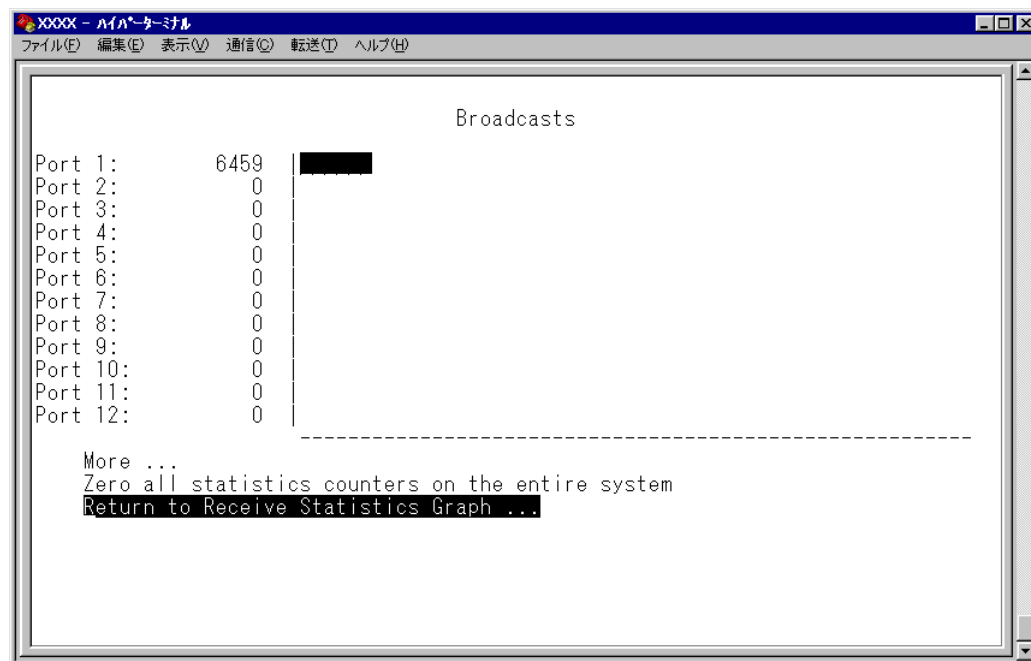 XXXX - ﾊｲﾊﾟｰﾀｰﾐﾅﾙ
ファイル(F) 編集(E) 表示(V) 通信(C) 転送(T) ヘルプ(H)
Broadcasts
Port 1: 6459 |
Port 2: 0 |
Port 3: 0 |
Port 4: 0 |
Port 5: 0 |
Port 6: 0 |
Port 7: 0 |
Port 8: 0 |
Port 9: 0 |
Port 10: 0 |
Port 11: 0 |
Port 12: 0 |
--------------------------------------------------------
More ...
Zero all statistics counters on the entire system
Return to Receive Statistics Graph ...